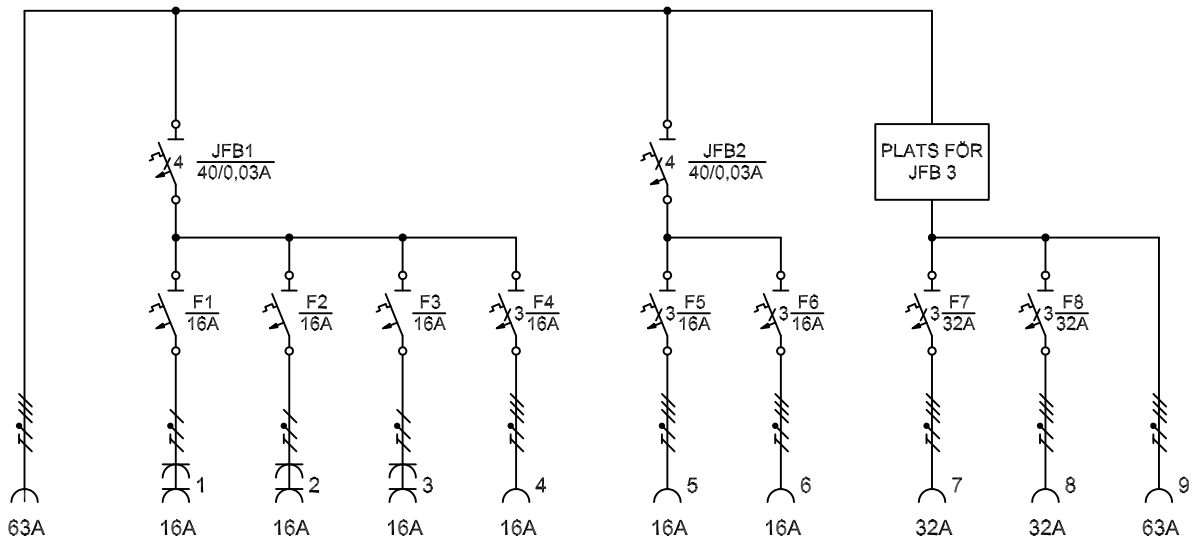 4 JFB1
40/0,03A
4 JFB2
40/0,03A
PLATS FÖR
JFB 3
F1
16A
F2
16A
F3
16A
3 F4
16A
3 F5
16A
3 F6
16A
3 F7
32A
3 F8
32A
1 2 3 4 5 6 7 8 9
63A 16A 16A 16A 16A 16A 16A 32A 32A 63A